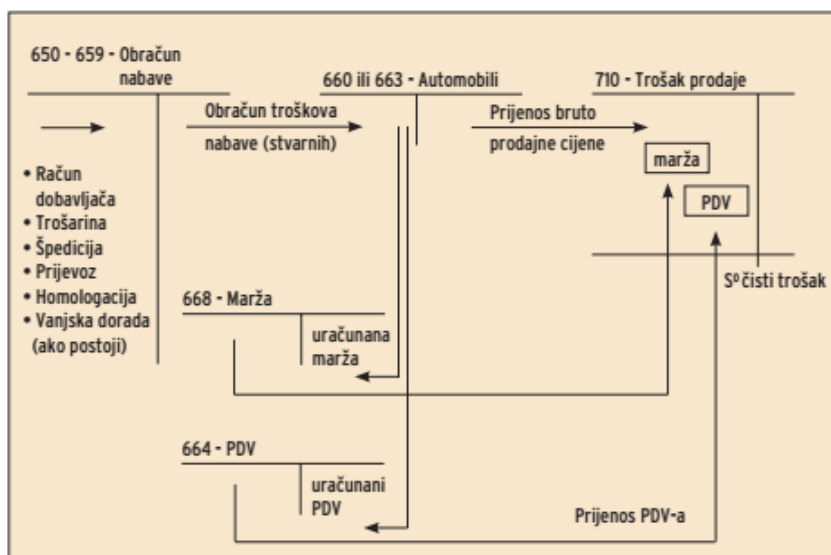 650 - 659 - Obračun
nabave
660 ili 663 - Automobili
710 - Trošak prodaje
Obračun troškova
nabave (stvarnih)
Prijenos bruto
prodajne cijene
marža
PDV
• Račun
dobavljača
• Trošarina
• Špedicija
• Prijevoz
• Homologacija
• Vanjska dorada
(ako postoji)
Sº čisti trošak
668 - Marža
uračunana
marža
664 - PDV
uračunani
PDV
Prijenos PDV-a